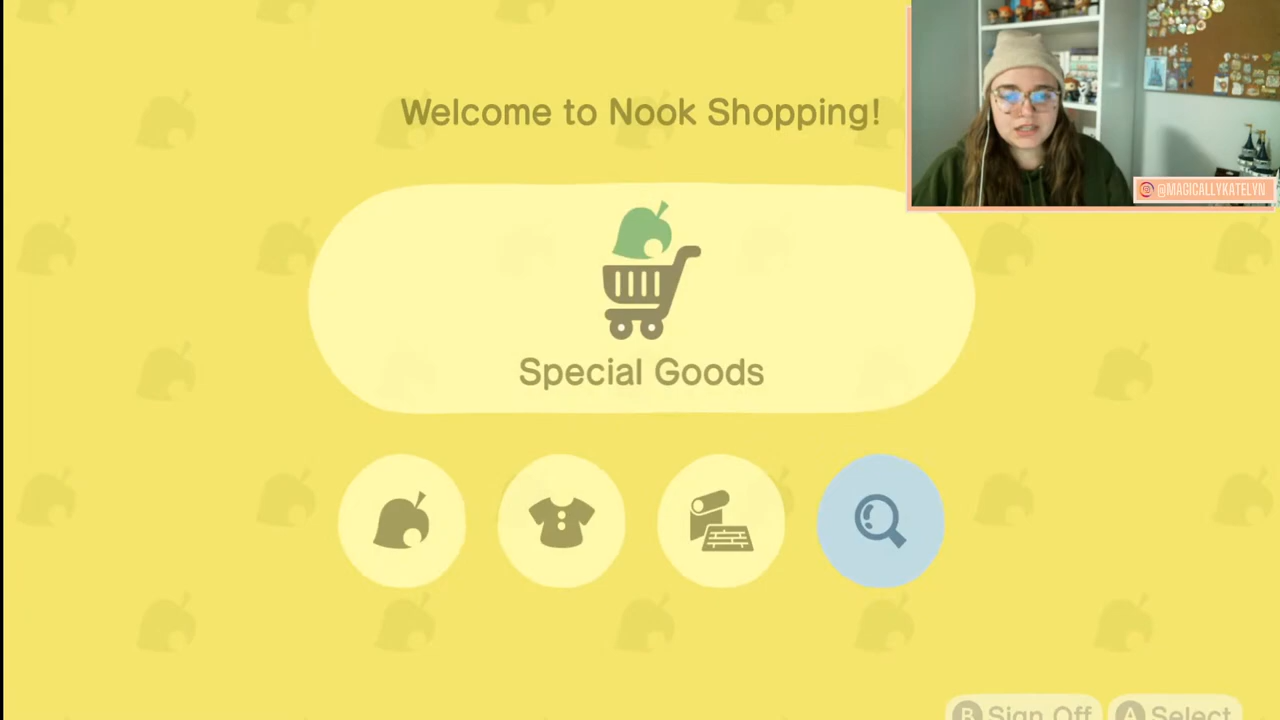 Welcome to Nook Shopping!
@MAGICALLYKATELYN
Special Goods
B Sign Off
A Select